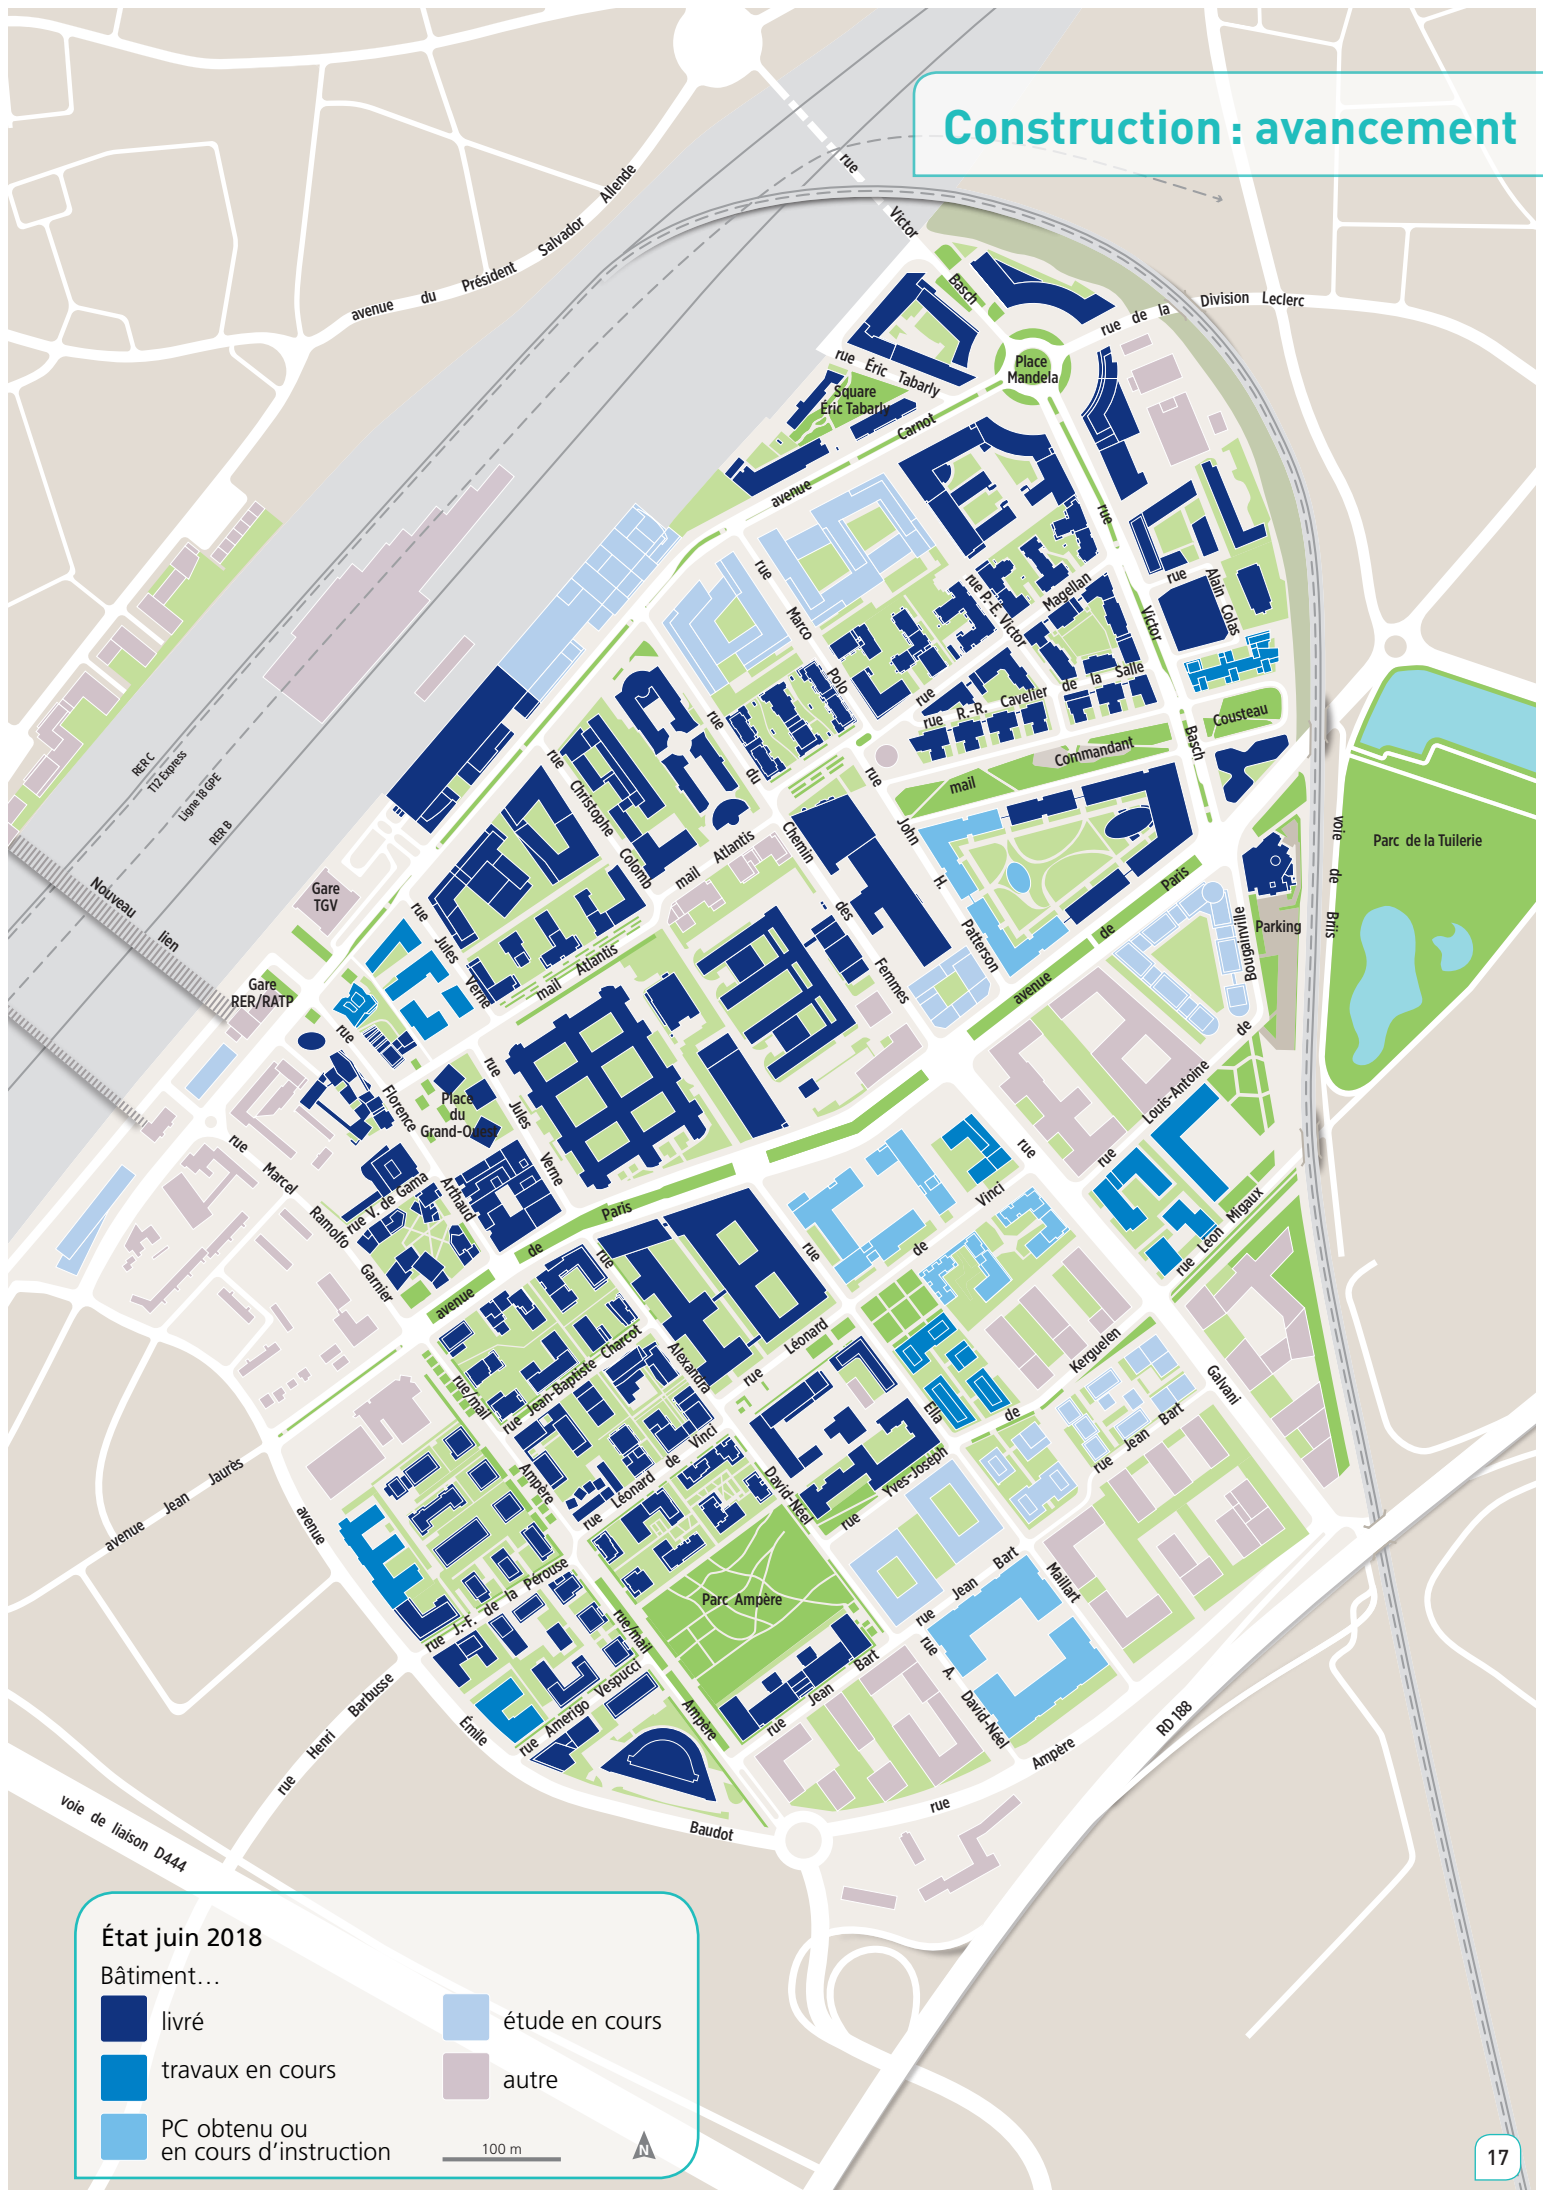 Construction : avancement
rue
Victor
Basch
avenue du Président Salvador Allende
rue de la Division Leclerc
Place
Mandela
rue Éric Tabarly
Square
Éric Tabarly
avenue Carnot
rue
Victor
Basch
rue Alain Colas
rue Marco Polo
rue P.-É. Victor
rue Magellan
rue R.-R. Cavelier de la Salle
Cousteau
Commandant
mail
rue Christophe Colomb
rue du Chemin des Femmes
mail Atlantis
rue John H. Patterson
RER C
T12 Express
Ligne 18 GPE
RER B
Nouveau lien
Gare
TGV
Gare
RER/RATP
rue Jules Verne
mail Atlantis
avenue de Paris
Parking
rue Louis-Antoine de Bougainville
voie de Briis
Parc de la Tuilerie
rue Florence Arthaud
Place
du
Grand-Ouest
rue Jules Verne
rue Marcel Ramolfo Garnier
rue V. de Gama
avenue de Paris
rue Léon Migaux
rue Galvani
rue Léonard de Vinci
rue Ella Maillart
rue Alexandra David-Néel
rue Jean-Baptiste Charcot
rue/mail Ampère
rue Léonard de Vinci
Kerguelen
de
rue Yves-Joseph
rue Jean Bart
avenue Jean Jaurès
avenue Émile Baudot
rue J.-F. de la Pérouse
Parc Ampère
rue/mail Ampère
rue Jean Bart
rue Jean Bart
rue A. David-Néel
rue Amerigo Vespucci
rue Henri Barbusse
rue Ampère
RD 188
voie de liaison D444
État juin 2018
Bâtiment…
livré
travaux en cours
PC obtenu ou
en cours d’instruction
étude en cours
autre
100 m
N
17